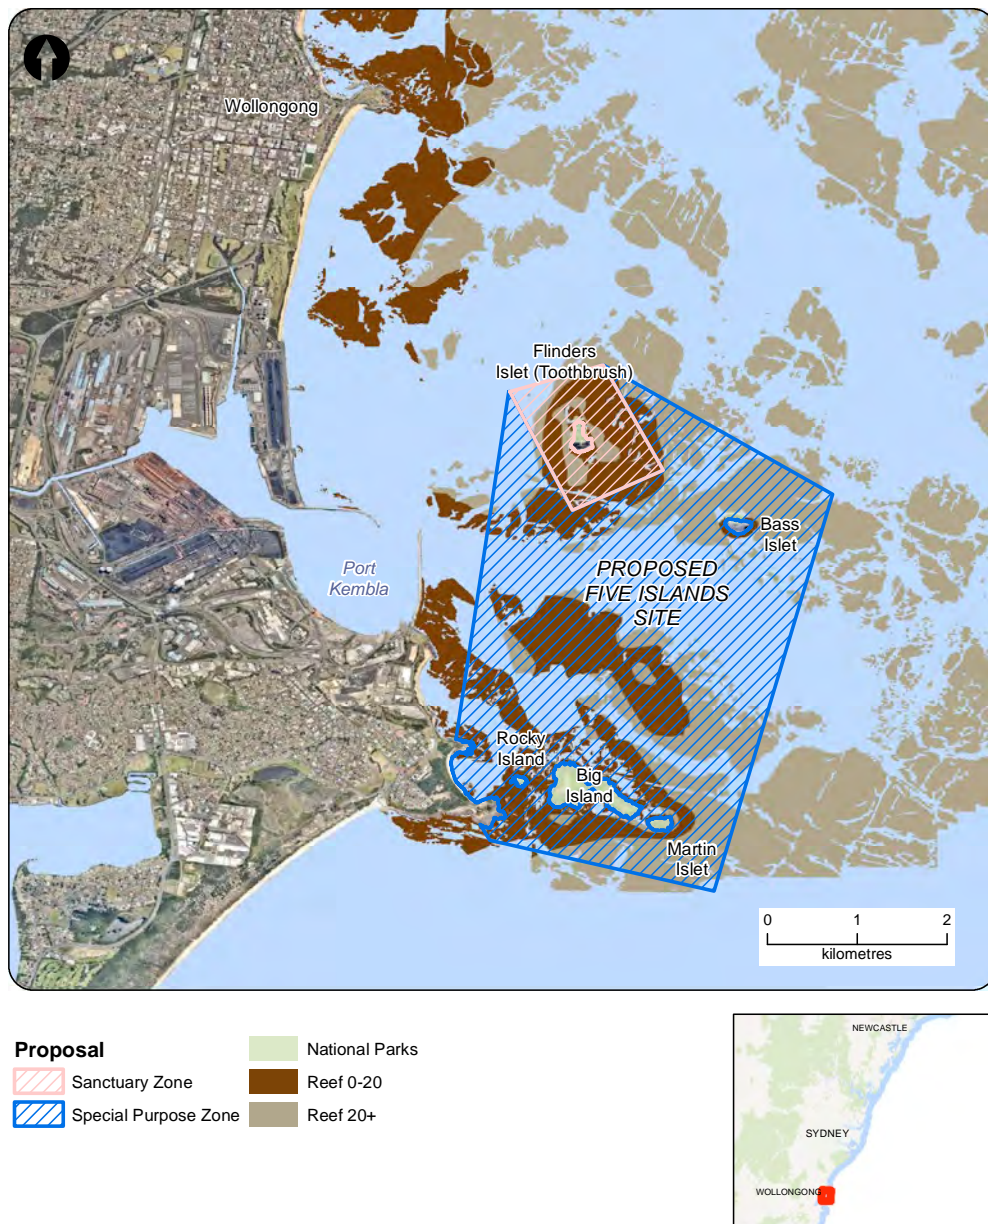 Wollongong
Flinders
Islet (Toothbrush)
Bass
Islet
PROPOSED
FIVE ISLANDS
SITE
Port
Kembla
Rocky
Island
Big
Island
Martin
Islet
0 1 2
kilometres
Proposal
Sanctuary Zone
Special Purpose Zone
National Parks
Reef 0-20
Reef 20+
NEWCASTLE
SYDNEY
WOLLONGONG